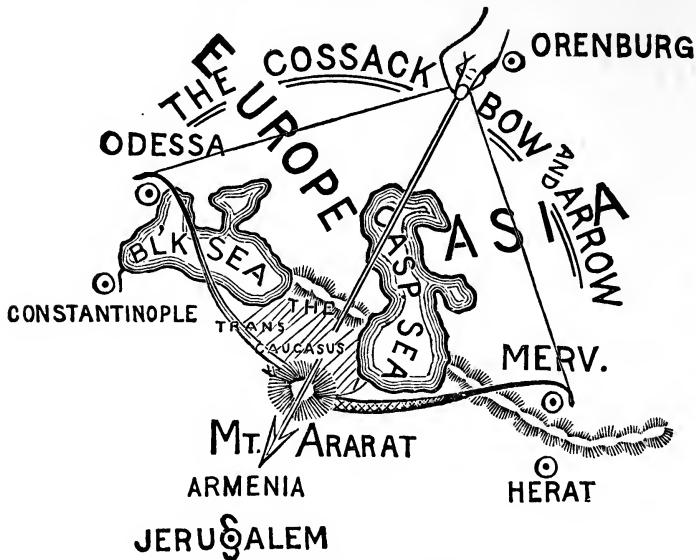 THE COSSACK BOW AND ARROW
ORENBURG
EUROPE
ODESSA
ASIA
BL'K SEA
CASP. SEA
CONSTANTINOPLE
THE
TRANS
CAUCASUS
MERV.
MT. ARARAT
ARMENIA
HERAT
JERUSALEM